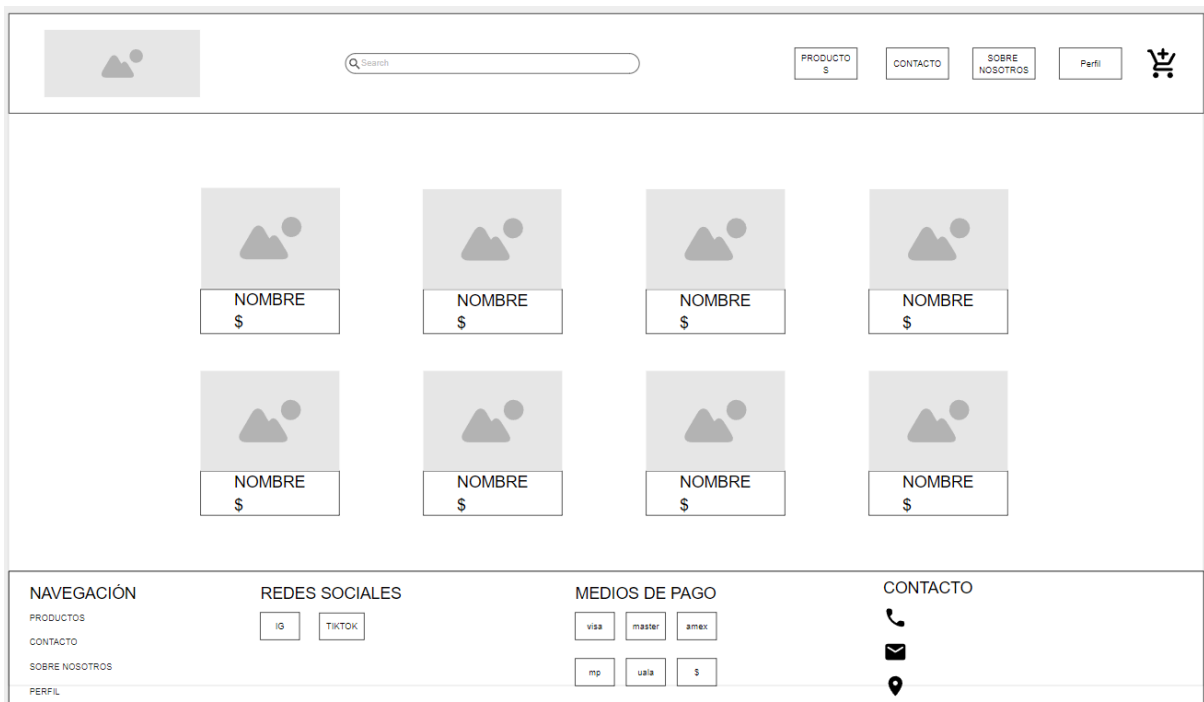 Search
PRODUCTO
S
CONTACTO
SOBRE
NOSOTROS
Perfil
NOMBRE
$
NOMBRE
$
NOMBRE
$
NOMBRE
$
NOMBRE
$
NOMBRE
$
NOMBRE
$
NOMBRE
$
NAVEGACIÓN
PRODUCTOS
CONTACTO
SOBRE NOSOTROS
PERFIL
REDES SOCIALES
IG
TIKTOK
MEDIOS DE PAGO
visa
master
amex
mp
uala
$
CONTACTO